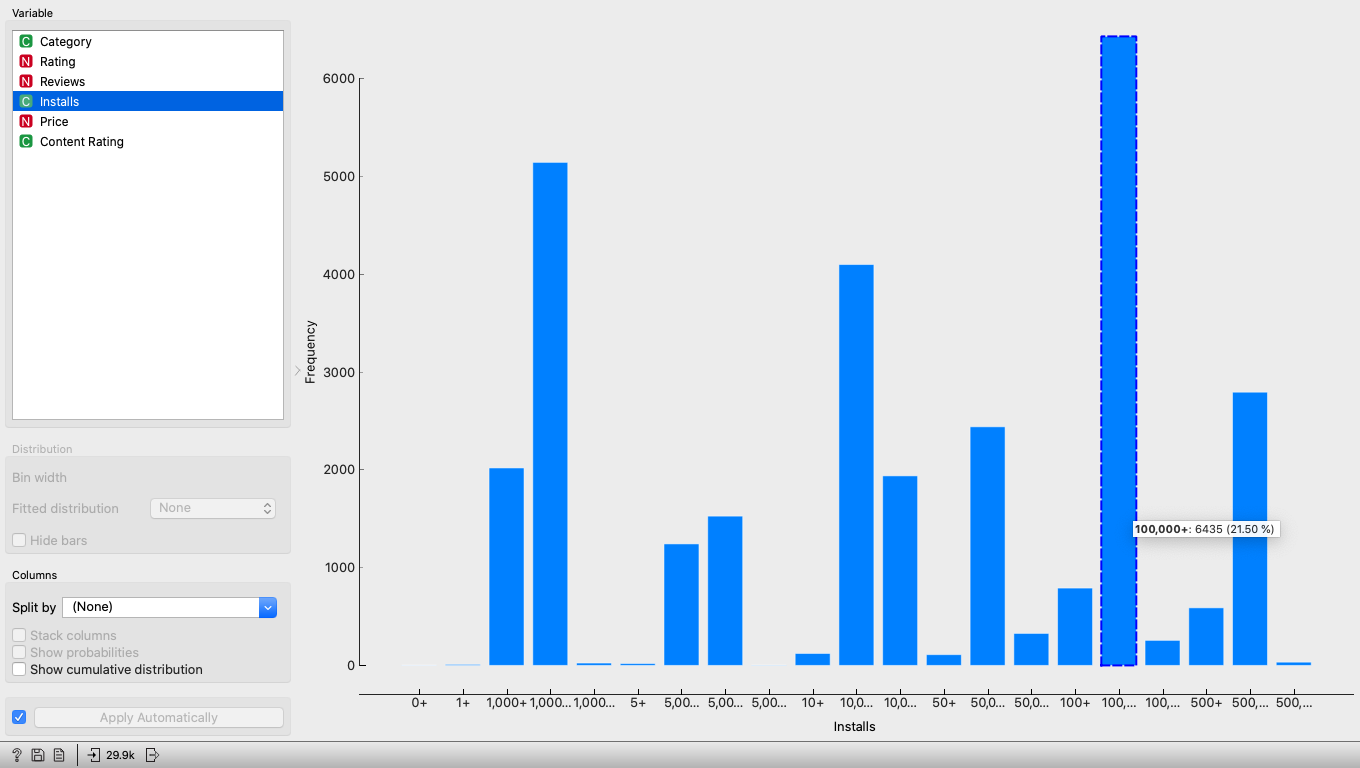 Variable
C Category
N Rating
N Reviews
C Installs
N Price
C Content Rating
Distribution
Bin width
Fitted distribution None
Hide bars
Columns
Split by (None)
Stack columns
Show probabilities
Show cumulative distribution
Apply Automatically
? 29.9k
Frequency
6000
5000
4000
3000
2000
1000
0
100,000+: 6435 (21.50 %)
0+ 1+ 1,000+ 1,000... 1,000... 5+ 5,00... 5,00... 5,00... 10+ 10,0... 10,0... 50+ 50,0... 50,0... 100+ 100,... 100,... 500+ 500,... 500,...
Installs